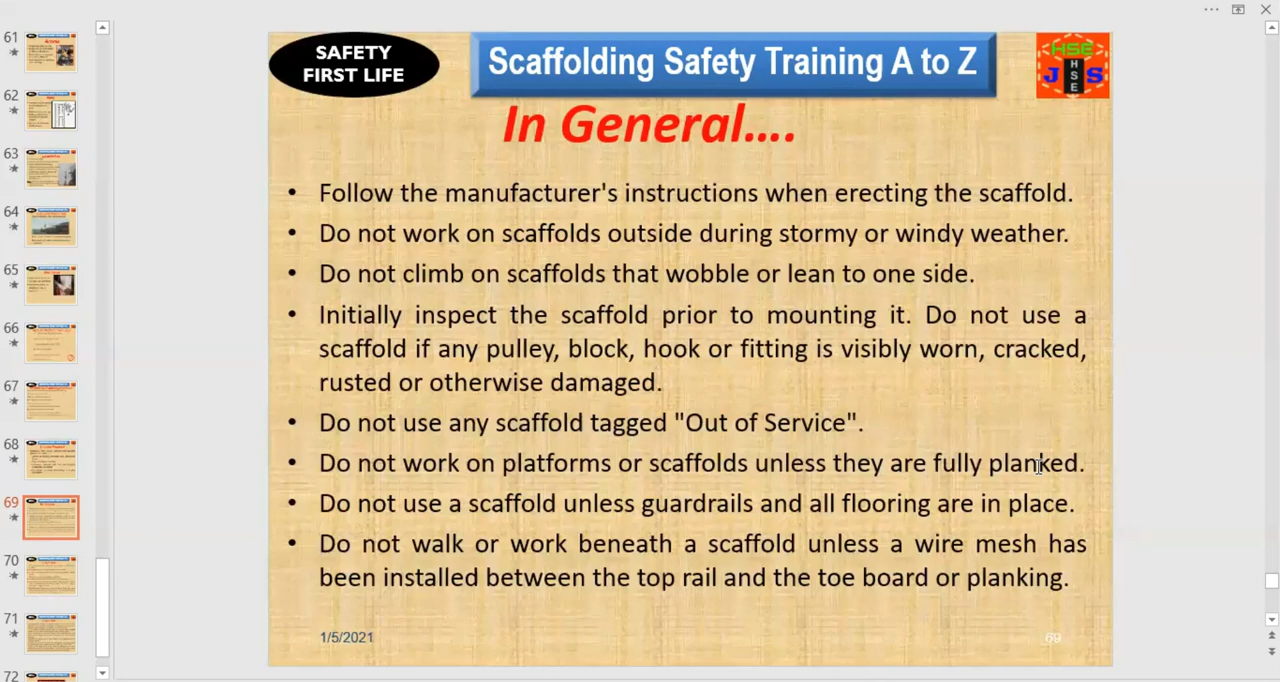 61
62
63
64
65
66
67
68
69
70
71
72
SAFETY
FIRST LIFE
Scaffolding Safety Training A to Z
HSE
J HSE S
In General....
• Follow the manufacturer's instructions when erecting the scaffold.
• Do not work on scaffolds outside during stormy or windy weather.
• Do not climb on scaffolds that wobble or lean to one side.
• Initially inspect the scaffold prior to mounting it. Do not use a
scaffold if any pulley, block, hook or fitting is visibly worn, cracked,
rusted or otherwise damaged.
• Do not use any scaffold tagged "Out of Service".
• Do not work on platforms or scaffolds unless they are fully planked.
• Do not use a scaffold unless guardrails and all flooring are in place.
• Do not walk or work beneath a scaffold unless a wire mesh has
been installed between the top rail and the toe board or planking.
1/5/2021
69